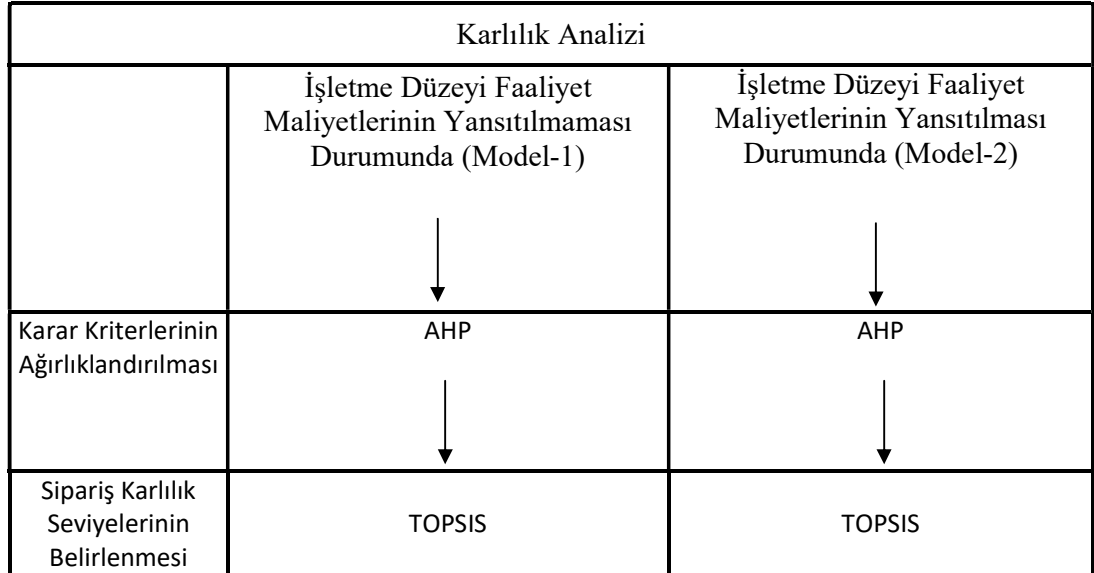 Karlılık Analizi
İşletme Düzeyi Faaliyet
Maliyetlerinin Yansıtılmaması
Durumunda (Model-1)
İşletme Düzeyi Faaliyet
Maliyetlerinin Yansıtılması
Durumunda (Model-2)
Karar Kriterlerinin
Ağırlıklandırılması
AHP
AHP
Sipariş Karlılık
Seviyelerinin
Belirlenmesi
TOPSIS
TOPSIS